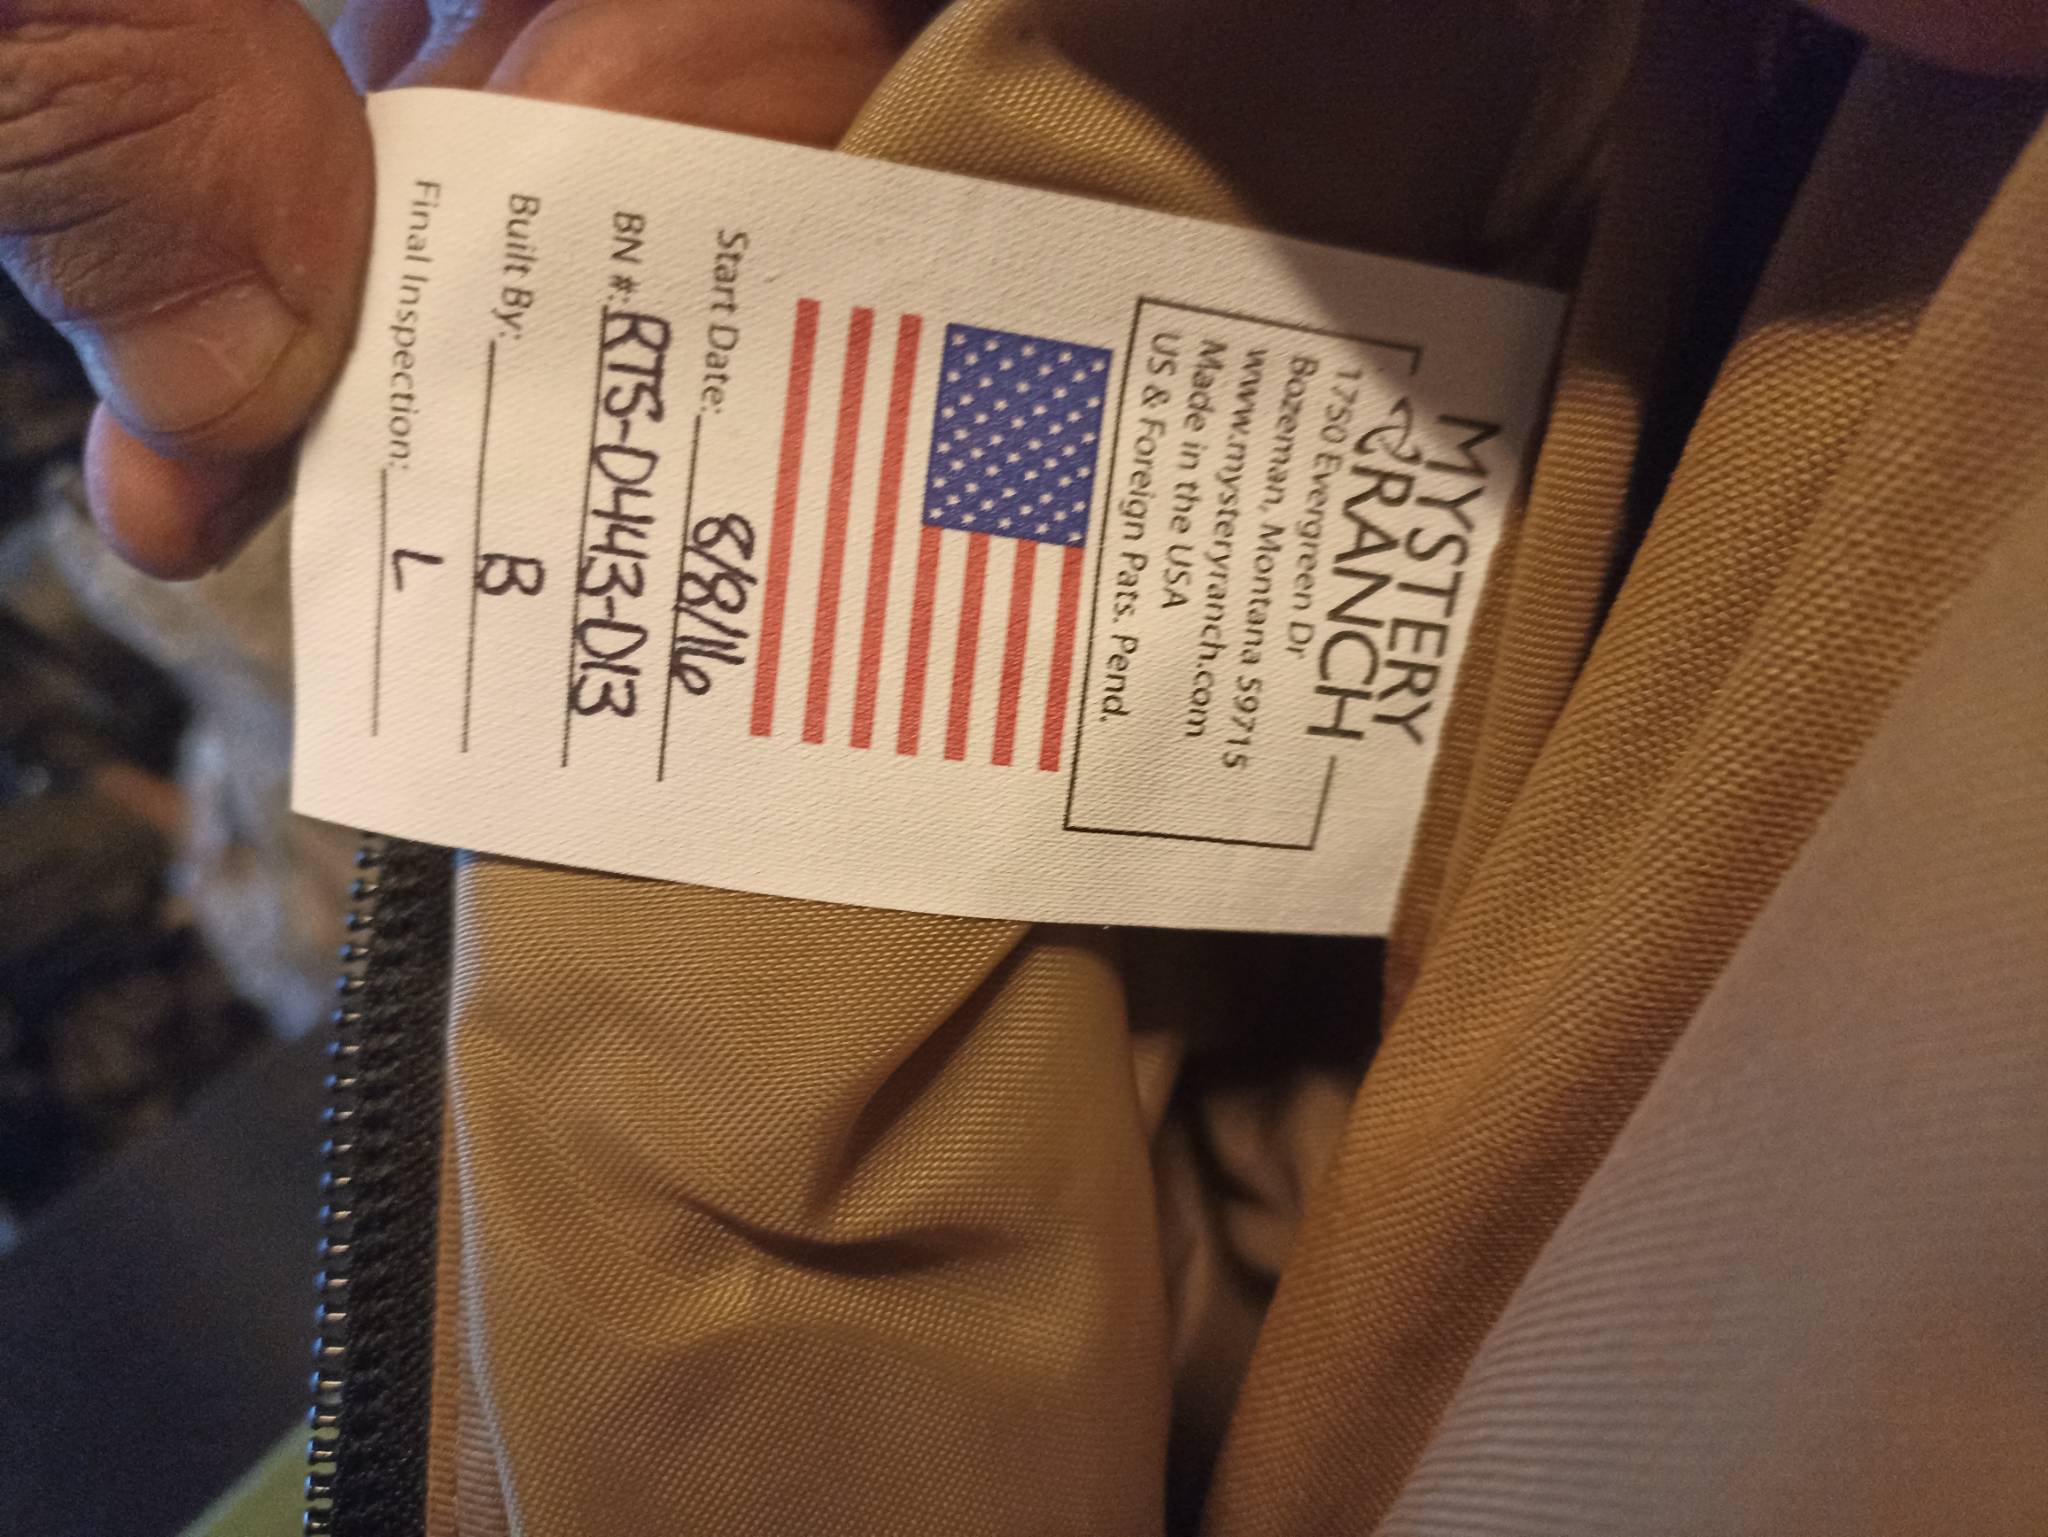 MYSTERY
RANCH
1750 Evergreen Dr
Bozeman, Montana 59715
www.mysteryranch.com
Made in the USA
US & Foreign Pats. Pend.
Start Date: 8/8/16
BN #: RTS-D443-D13
Built By: B
Final Inspection: L